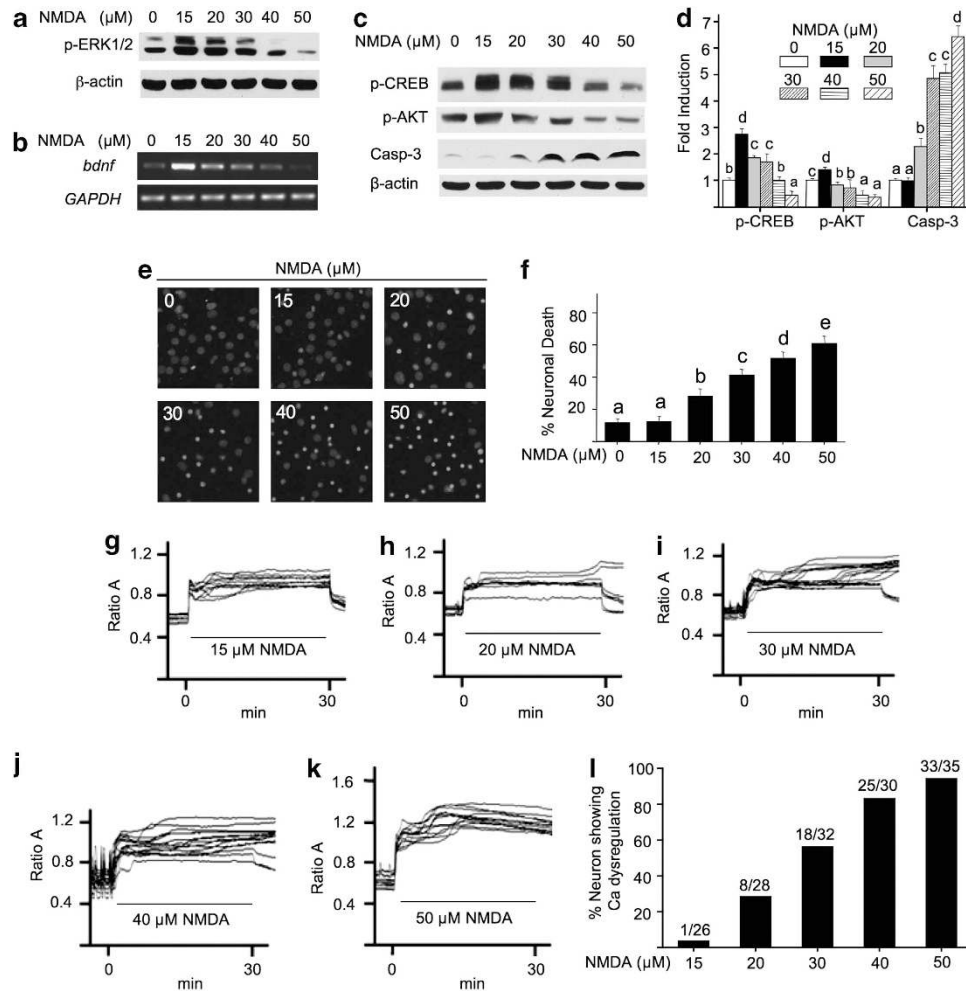 a
NMDA (μM)
0 15 20 30 40 50
p-ERK1/2
β-actin
b
NMDA (μM)
0 15 20 30 40 50
bdnf
GAPDH
c
NMDA (μM)
0 15 20 30 40 50
p-CREB
p-AKT
Casp-3
β-actin
d
NMDA (μM)
0 15 20
30 40 50
Fold Induction
7
6
5
4
3
2
1
b d c c b a
b c b b a a
a a b c c d
p-CREB p-AKT Casp-3
e
NMDA (μM)
0 15 20
30 40 50
f
% Neuronal Death
80
60
40
20
a a b c d e
NMDA (μM) 0 15 20 30 40 50
g
Ratio A
1.2
0.8
0.4
15 μM NMDA
0 30
min
h
Ratio A
1.2
0.8
0.4
20 μM NMDA
0 30
min
i
Ratio A
1.2
0.8
0.4
30 μM NMDA
0 30
min
j
Ratio A
1.2
0.8
0.4
40 μM NMDA
0 30
min
k
Ratio A
1.6
1.2
0.8
0.4
50 μM NMDA
0 30
min
l
% Neuron showing
Ca dysregulation
100
80
60
40
20
1/26 8/28 18/32 25/30 33/35
NMDA (μM) 15 20 30 40 50